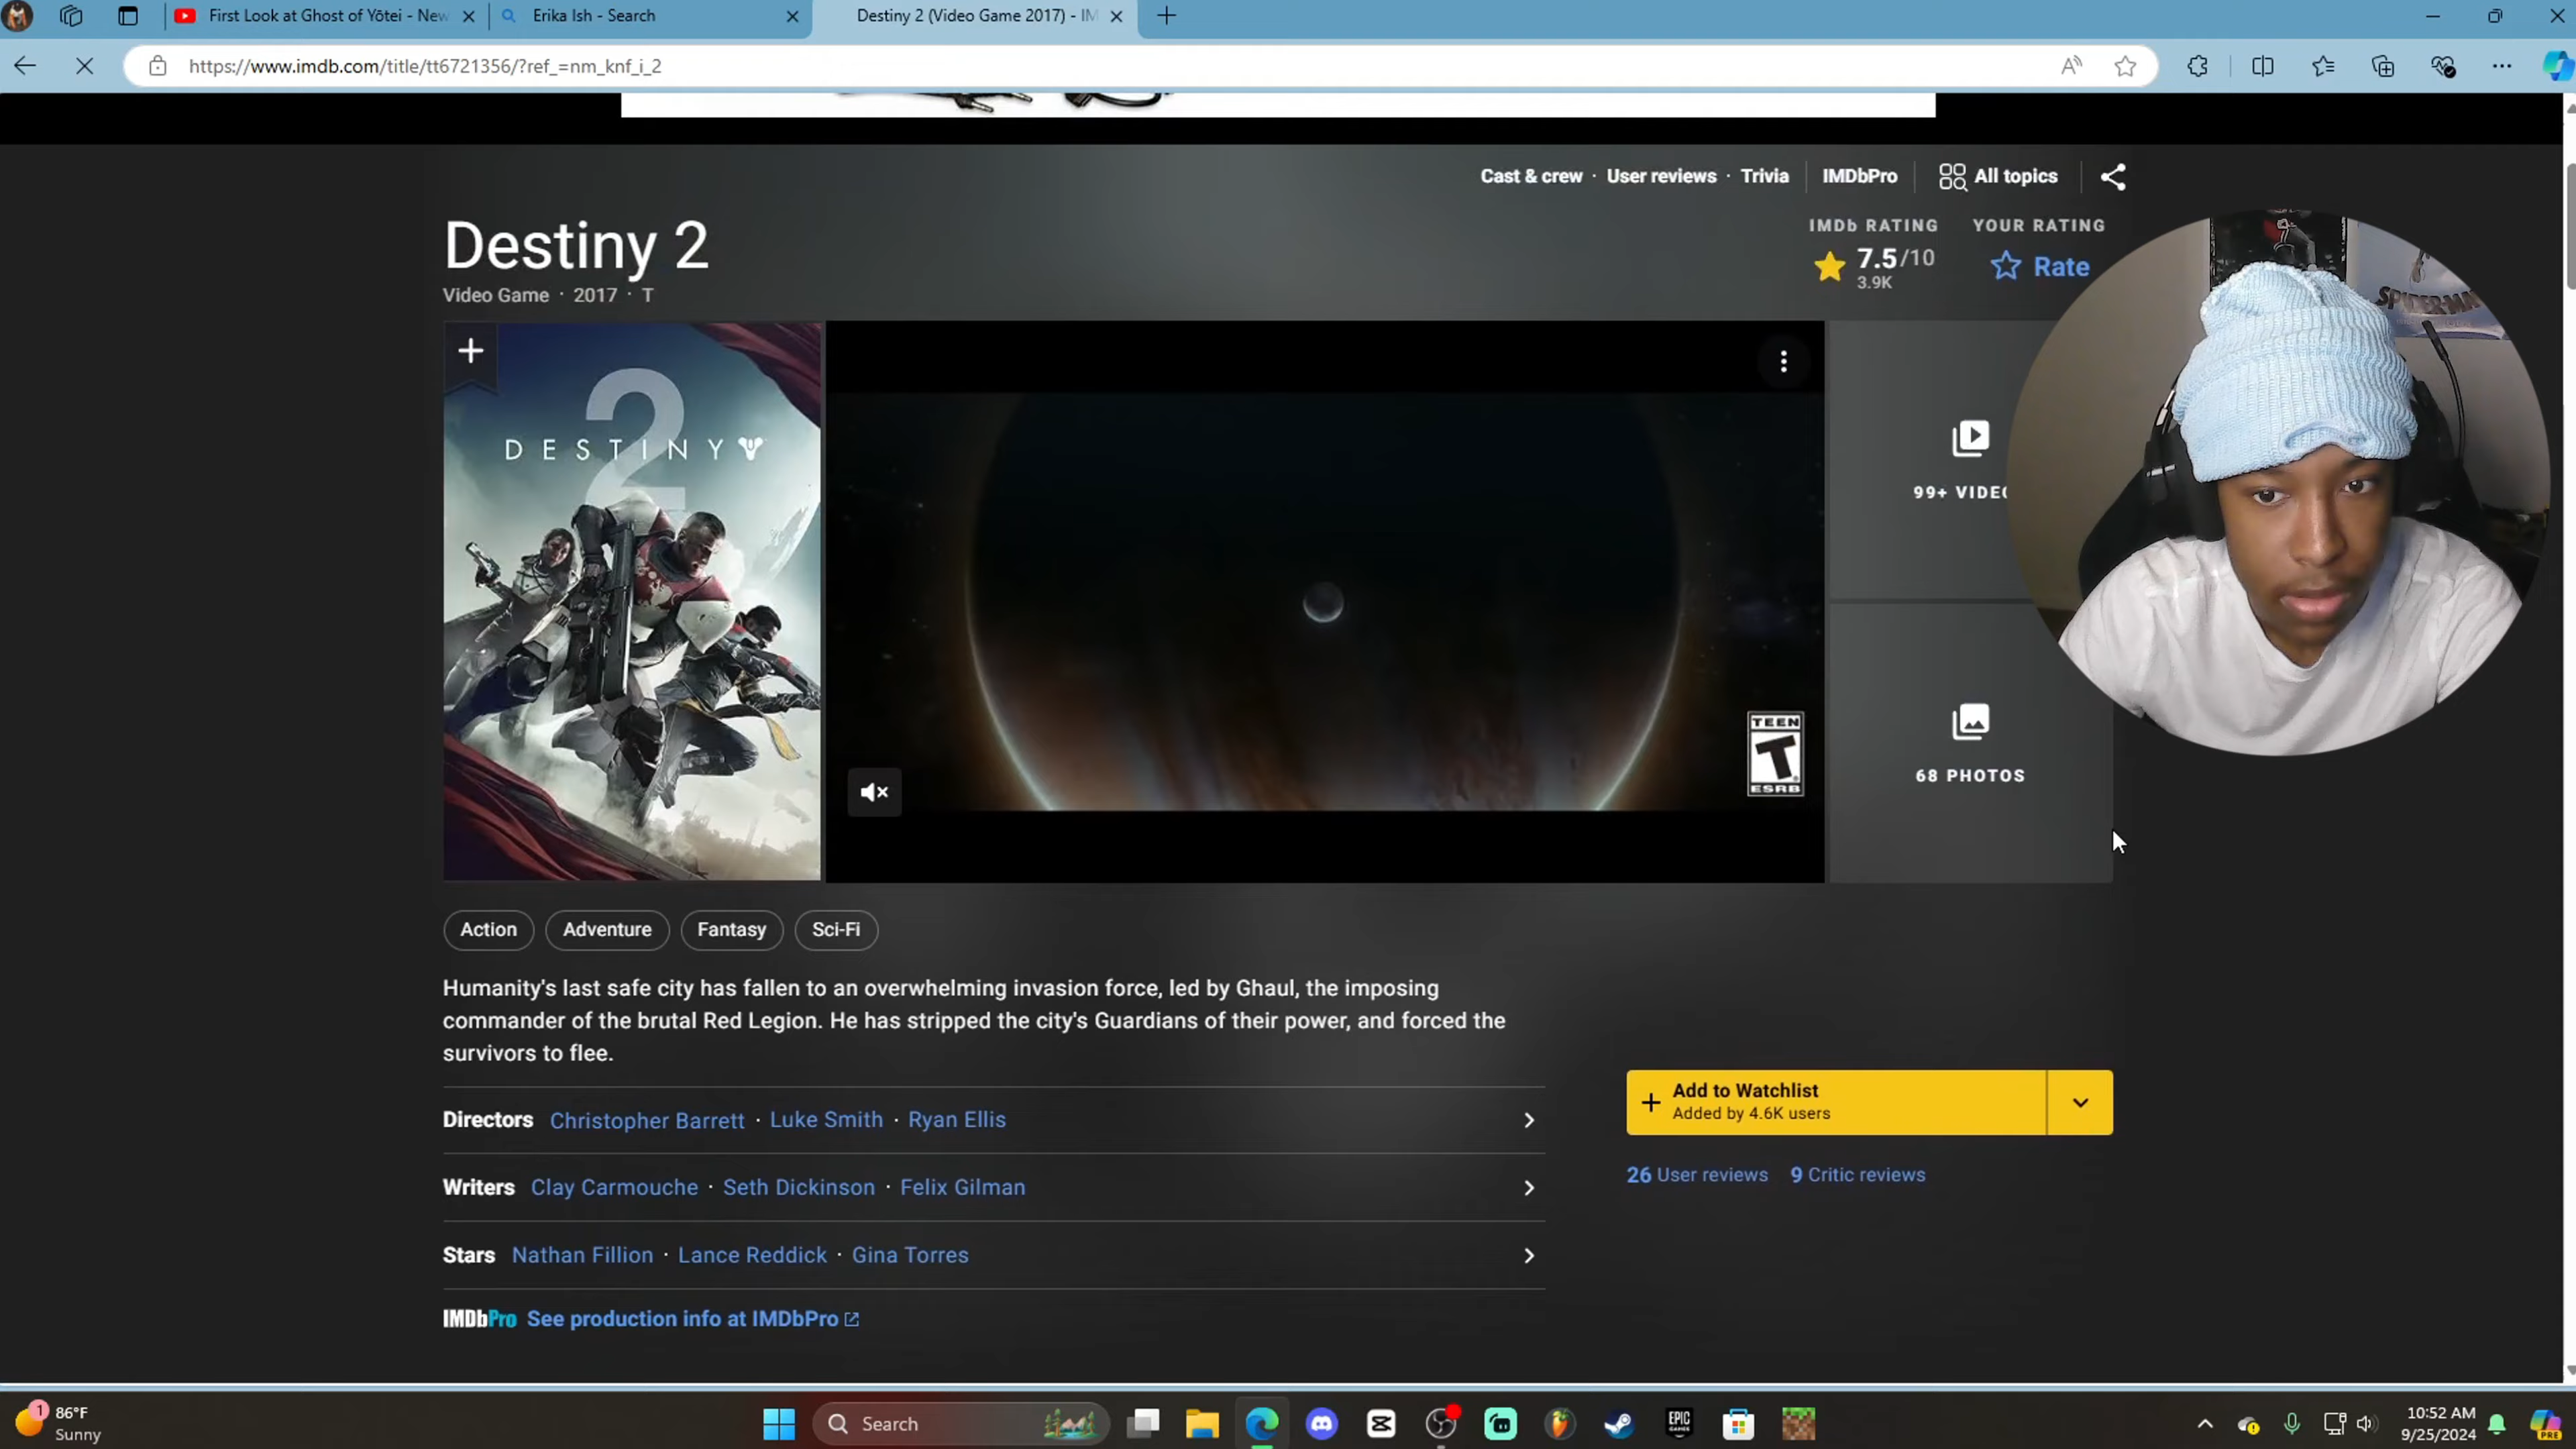 First Look at Ghost of Yōtei - New
Erika Ish - Search
Destiny 2 (Video Game 2017) - IM
https://www.imdb.com/title/tt6721356/?ref_=nm_knf_i_2
Cast & crew · User reviews · Trivia
IMDbPro
All topics
Destiny 2
Video Game · 2017 · T
IMDb RATING
7.5/10
3.9K
YOUR RATING
Rate
2
DESTINY
TEEN
T
ESRB
99+ VIDE
68 PHOTOS
SPIDER-M
Action
Adventure
Fantasy
Sci-Fi
Humanity's last safe city has fallen to an overwhelming invasion force, led by Ghaul, the imposing
commander of the brutal Red Legion. He has stripped the city's Guardians of their power, and forced the
survivors to flee.
Directors Christopher Barrett · Luke Smith · Ryan Ellis
Writers Clay Carmouche · Seth Dickinson · Felix Gilman
Stars Nathan Fillion · Lance Reddick · Gina Torres
IMDbPro See production info at IMDbPro
Add to Watchlist
Added by 4.6K users
26 User reviews 9 Critic reviews
1
86°F
Sunny
Search
EPIC
GAMES
10:52 AM
9/25/2024
PRE